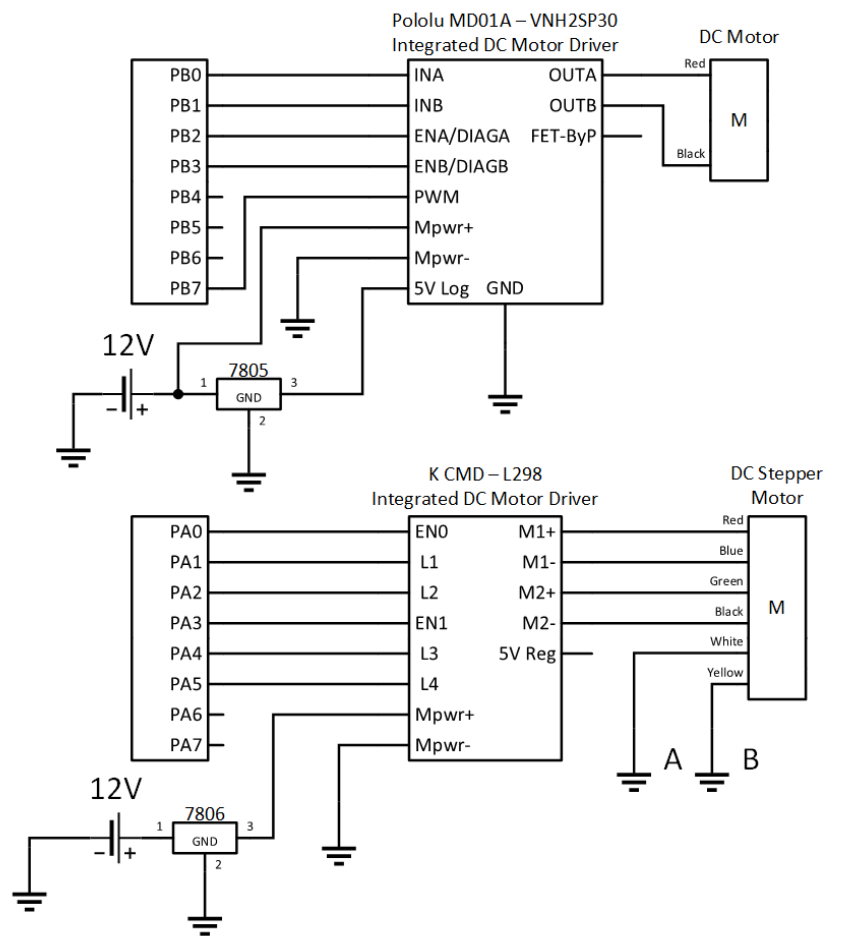 Pololu MD01A – VNH2SP30
Integrated DC Motor Driver
DC Motor
PB0
INA
OUTA
Red
PB1
INB
OUTB
M
PB2
ENA/DIAGA
FET-ByP
PB3
ENB/DIAGB
Black
PB4
PWM
PB5
Mpwr+
PB6
Mpwr-
PB7
5V Log
GND
12V
7805
1
3
GND
– +
2
K CMD – L298
Integrated DC Motor Driver
DC Stepper
Motor
PA0
EN0
M1+
Red
PA1
L1
M1-
Blue
PA2
L2
M2+
Green
PA3
EN1
M2-
Black
M
PA4
L3
5V Reg
White
PA5
L4
Yellow
PA6
Mpwr+
PA7
Mpwr-
A
B
12V
7806
1
3
GND
– +
2